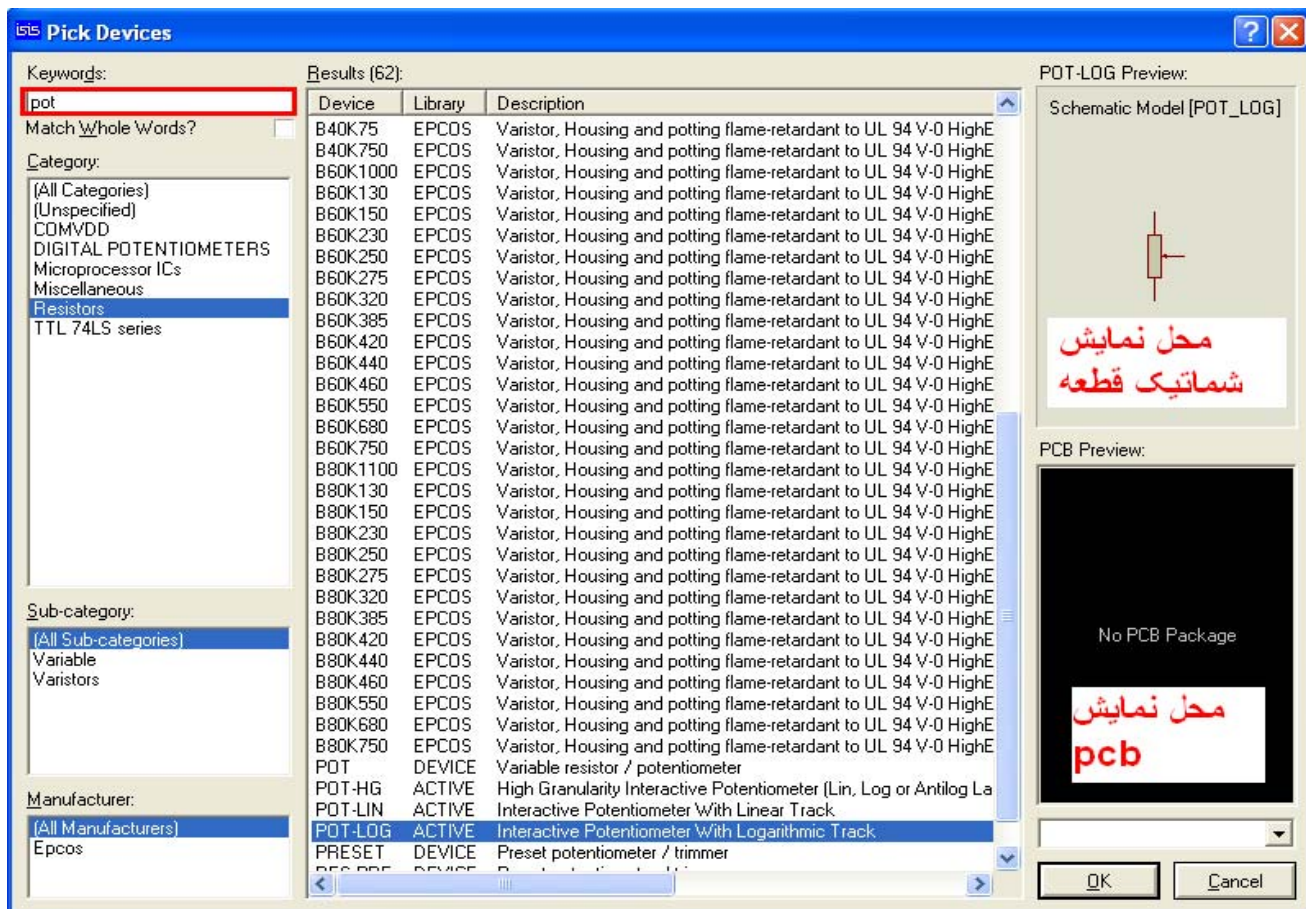 isis Pick Devices
Keywords:
pot
Match Whole Words?
Category:
(All Categories)
(Unspecified)
COMVDD
DIGITAL POTENTIOMETERS
Microprocessor ICs
Miscellaneous
Resistors
TTL 74LS series
Sub-category:
(All Sub-categories)
Variable
Varistors
Manufacturer:
(All Manufacturers)
Epcos
Results (62):
Device Library Description
B40K75 EPCOS Varistor, Housing and potting flame-retardant to UL 94 V-0 HighE
B40K750 EPCOS Varistor, Housing and potting flame-retardant to UL 94 V-0 HighE
B60K1000 EPCOS Varistor, Housing and potting flame-retardant to UL 94 V-0 HighE
B60K130 EPCOS Varistor, Housing and potting flame-retardant to UL 94 V-0 HighE
B60K150 EPCOS Varistor, Housing and potting flame-retardant to UL 94 V-0 HighE
B60K230 EPCOS Varistor, Housing and potting flame-retardant to UL 94 V-0 HighE
B60K250 EPCOS Varistor, Housing and potting flame-retardant to UL 94 V-0 HighE
B60K275 EPCOS Varistor, Housing and potting flame-retardant to UL 94 V-0 HighE
B60K320 EPCOS Varistor, Housing and potting flame-retardant to UL 94 V-0 HighE
B60K385 EPCOS Varistor, Housing and potting flame-retardant to UL 94 V-0 HighE
B60K420 EPCOS Varistor, Housing and potting flame-retardant to UL 94 V-0 HighE
B60K440 EPCOS Varistor, Housing and potting flame-retardant to UL 94 V-0 HighE
B60K460 EPCOS Varistor, Housing and potting flame-retardant to UL 94 V-0 HighE
B60K550 EPCOS Varistor, Housing and potting flame-retardant to UL 94 V-0 HighE
B60K680 EPCOS Varistor, Housing and potting flame-retardant to UL 94 V-0 HighE
B60K750 EPCOS Varistor, Housing and potting flame-retardant to UL 94 V-0 HighE
B80K1100 EPCOS Varistor, Housing and potting flame-retardant to UL 94 V-0 HighE
B80K130 EPCOS Varistor, Housing and potting flame-retardant to UL 94 V-0 HighE
B80K150 EPCOS Varistor, Housing and potting flame-retardant to UL 94 V-0 HighE
B80K230 EPCOS Varistor, Housing and potting flame-retardant to UL 94 V-0 HighE
B80K250 EPCOS Varistor, Housing and potting flame-retardant to UL 94 V-0 HighE
B80K275 EPCOS Varistor, Housing and potting flame-retardant to UL 94 V-0 HighE
B80K320 EPCOS Varistor, Housing and potting flame-retardant to UL 94 V-0 HighE
B80K385 EPCOS Varistor, Housing and potting flame-retardant to UL 94 V-0 HighE
B80K420 EPCOS Varistor, Housing and potting flame-retardant to UL 94 V-0 HighE
B80K440 EPCOS Varistor, Housing and potting flame-retardant to UL 94 V-0 HighE
B80K460 EPCOS Varistor, Housing and potting flame-retardant to UL 94 V-0 HighE
B80K550 EPCOS Varistor, Housing and potting flame-retardant to UL 94 V-0 HighE
B80K680 EPCOS Varistor, Housing and potting flame-retardant to UL 94 V-0 HighE
B80K750 EPCOS Varistor, Housing and potting flame-retardant to UL 94 V-0 HighE
POT DEVICE Variable resistor / potentiometer
POT-HG ACTIVE High Granularity Interactive Potentiometer (Lin, Log or Antilog La
POT-LIN ACTIVE Interactive Potentiometer With Linear Track
POT-LOG ACTIVE Interactive Potentiometer With Logarithmic Track
PRESET DEVICE Preset potentiometer / trimmer
POT-LOG Preview:
Schematic Model [POT_LOG]
محل نمایش
شماتیک قطعه
PCB Preview:
No PCB Package
محل نمایش
pcb
OK Cancel